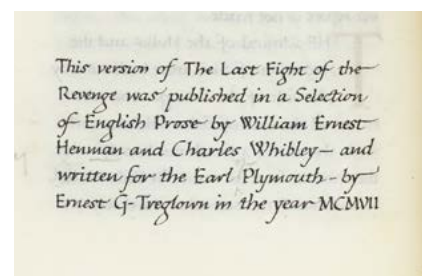 This version of The Last Fight of the
Revenge was published in a Selection
of English Prose by William Ernest
Henman and Charles Whibley — and
written for the Earl Plymouth - by
Ernest G-Treglown in the year MCMVII